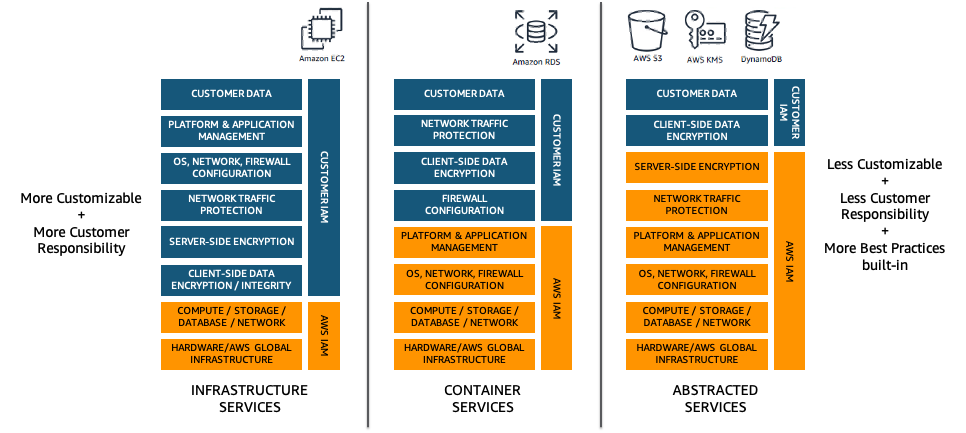 Amazon EC2
Amazon RDS
AWS S3
AWS KMS
DynamoDB
More Customizable
+
More Customer
Responsibility
CUSTOMER DATA
PLATFORM & APPLICATION
MANAGEMENT
OS, NETWORK, FIREWALL
CONFIGURATION
NETWORK TRAFFIC
PROTECTION
SERVER-SIDE ENCRYPTION
CLIENT-SIDE DATA
ENCRYPTION / INTEGRITY
COMPUTE / STORAGE /
DATABASE / NETWORK
HARDWARE/AWS GLOBAL
INFRASTRUCTURE
CUSTOMER IAM
AWS IAM
INFRASTRUCTURE
SERVICES
CUSTOMER DATA
NETWORK TRAFFIC
PROTECTION
CLIENT-SIDE DATA
ENCRYPTION
FIREWALL
CONFIGURATION
PLATFORM & APPLICATION
MANAGEMENT
OS, NETWORK, FIREWALL
CONFIGURATION
COMPUTE / STORAGE /
DATABASE / NETWORK
HARDWARE/AWS GLOBAL
INFRASTRUCTURE
CUSTOMER IAM
AWS IAM
CONTAINER
SERVICES
CUSTOMER DATA
CLIENT-SIDE DATA
ENCRYPTION
SERVER-SIDE ENCRYPTION
NETWORK TRAFFIC
PROTECTION
PLATFORM & APPLICATION
MANAGEMENT
OS, NETWORK, FIREWALL
CONFIGURATION
COMPUTE / STORAGE /
DATABASE / NETWORK
HARDWARE/AWS GLOBAL
INFRASTRUCTURE
CUSTOMER
IAM
AWS IAM
ABSTRACTED
SERVICES
Less Customizable
+
Less Customer
Responsibility
+
More Best Practices
built-in